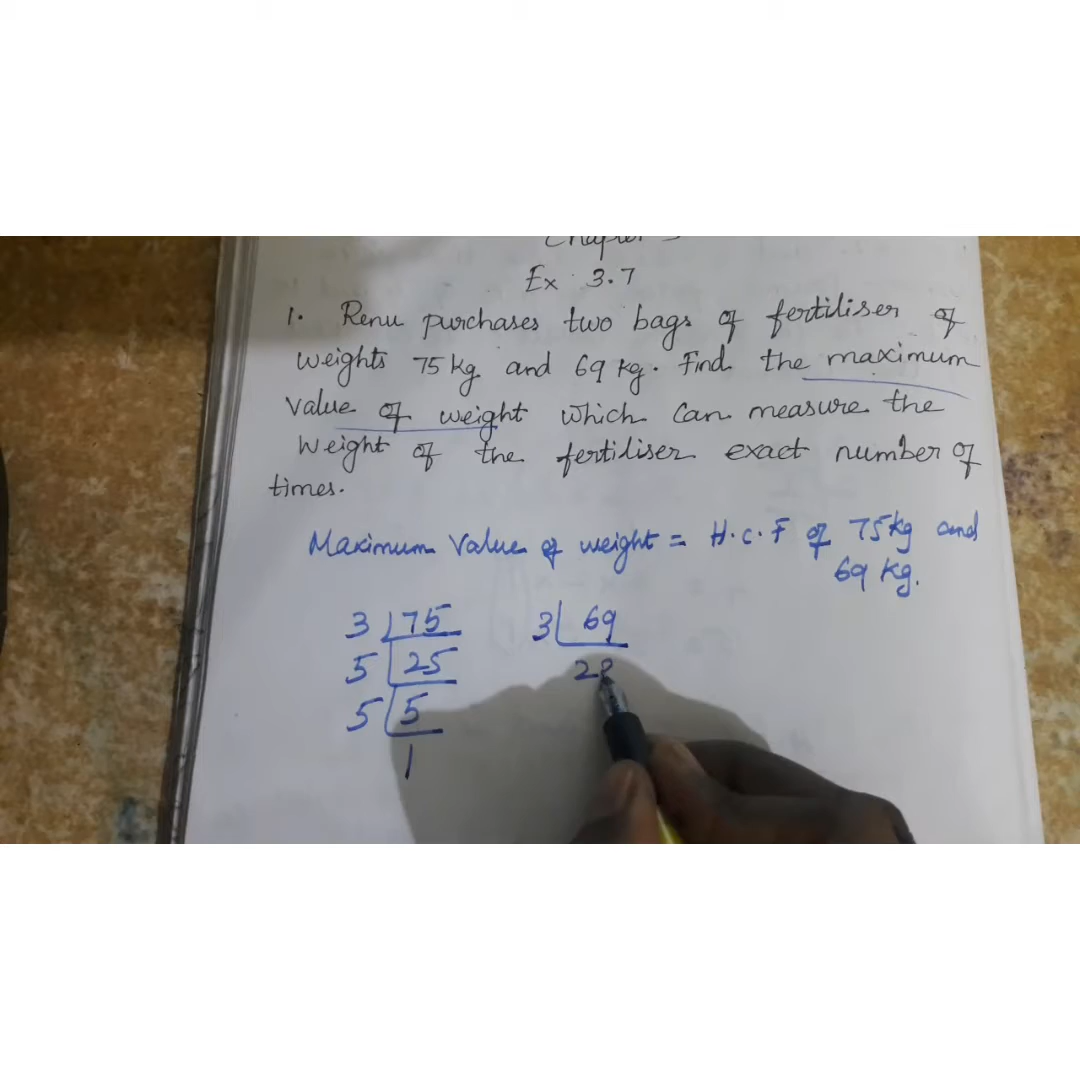 Ex 3.7
1. Renu purchases two bags of fertiliser of
weights 75 kg and 69 kg. Find the maximum
value of weight which can measure the
weight of the fertiliser exact number of
times.
Maximum Value of weight = H.C.F of 75 kg and
69 kg.
3 75 3 69
5 25
5 5
1